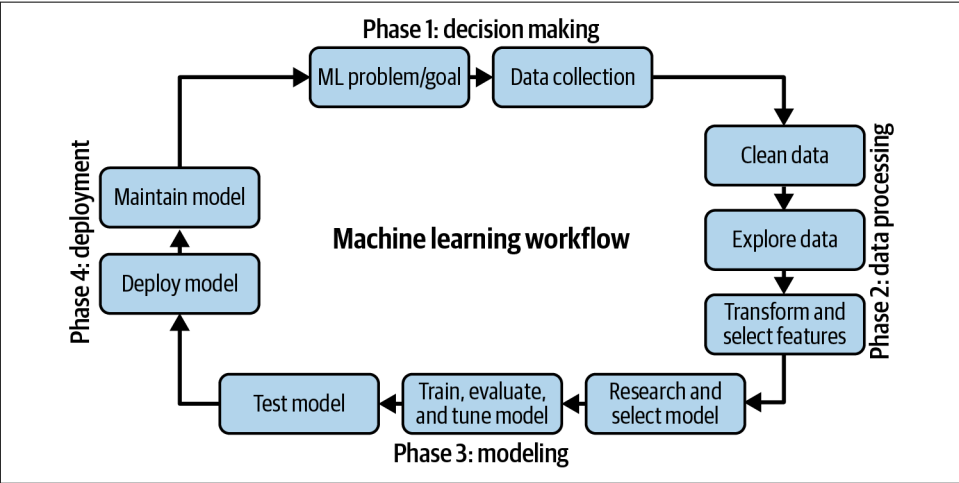 Phase 1: decision making
ML problem/goal
Data collection
Clean data
Explore data
Transform and
select features
Phase 2: data processing
Research and
select model
Train, evaluate,
and tune model
Test model
Phase 3: modeling
Deploy model
Maintain model
Phase 4: deployment
Machine learning workflow